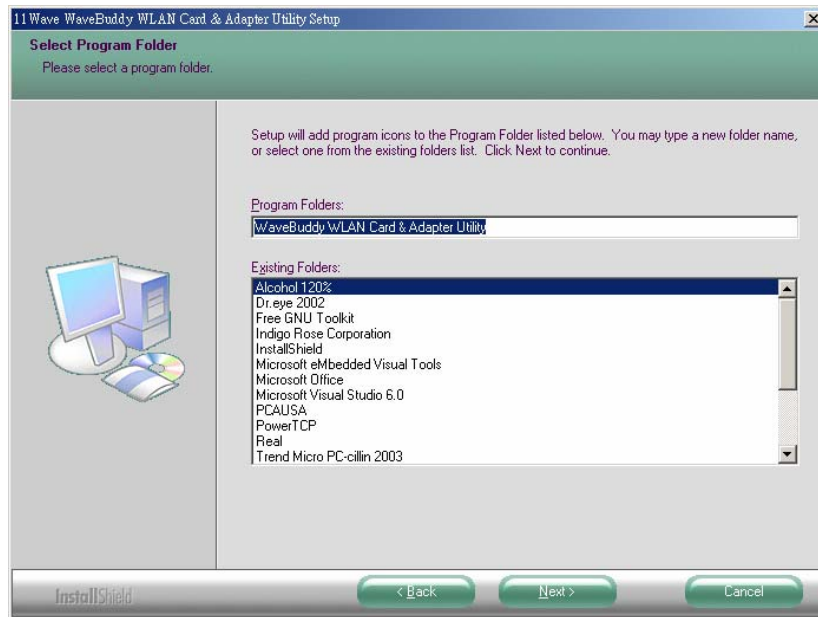 11Wave WaveBuddy WLAN Card & Adapter Utility Setup
Select Program Folder
Please select a program folder.
Setup will add program icons to the Program Folder listed below. You may type a new folder name,
or select one from the existing folders list. Click Next to continue.
Program Folders:
WaveBuddy WLAN Card & Adapter Utility
Existing Folders:
Alcohol 120%
Dr.eye 2002
Free GNU Toolkit
Indigo Rose Corporation
InstallShield
Microsoft eMbedded Visual Tools
Microsoft Office
Microsoft Visual Studio 6.0
PCAUSA
PowerTCP
Real
Trend Micro PC-cillin 2003
InstallShield
< Back
Next >
Cancel